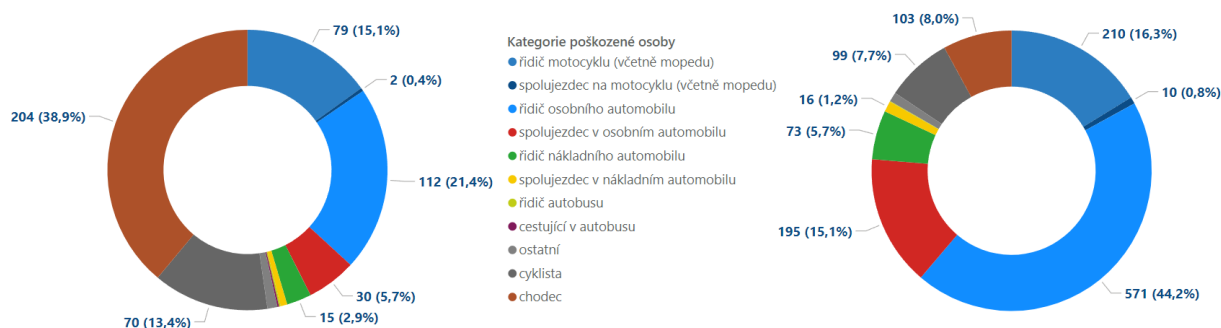 79 (15,1%)
2 (0,4%)
112 (21,4%)
30 (5,7%)
15 (2,9%)
70 (13,4%)
204 (38,9%)
Kategorie poškozené osoby
řidič motocyklu (včetně mopedu)
spolujezdec na motocyklu (včetně mopedu)
řidič osobního automobilu
spolujezdec v osobním automobilu
řidič nákladního automobilu
spolujezdec v nákladním automobilu
řidič autobusu
cestující v autobusu
ostatní
cyklista
chodec
103 (8,0%)
210 (16,3%)
99 (7,7%)
10 (0,8%)
16 (1,2%)
73 (5,7%)
195 (15,1%)
571 (44,2%)